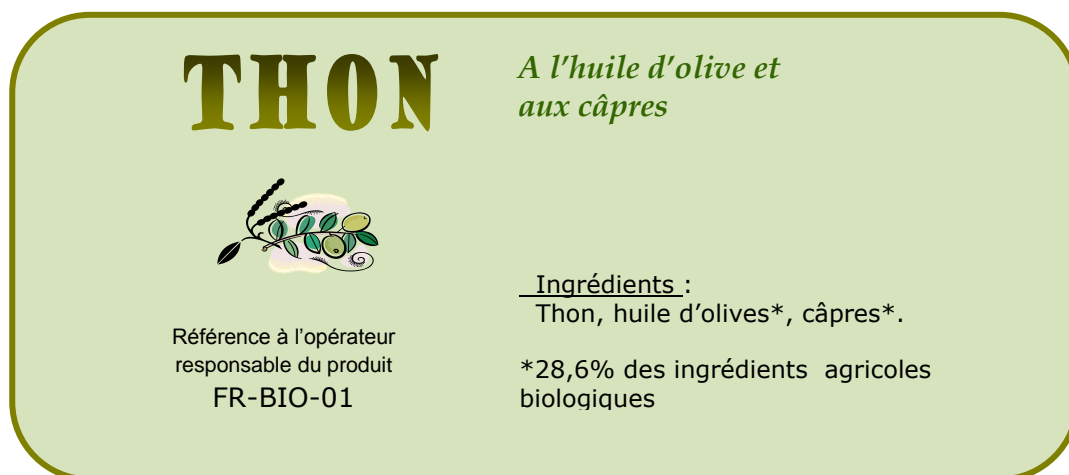 THON
A l’huile d’olive et
aux câpres
Ingrédients :
Thon, huile d’olives*, câpres*.
*28,6% des ingrédients agricoles
biologiques
Référence à l’opérateur
responsable du produit
FR-BIO-01